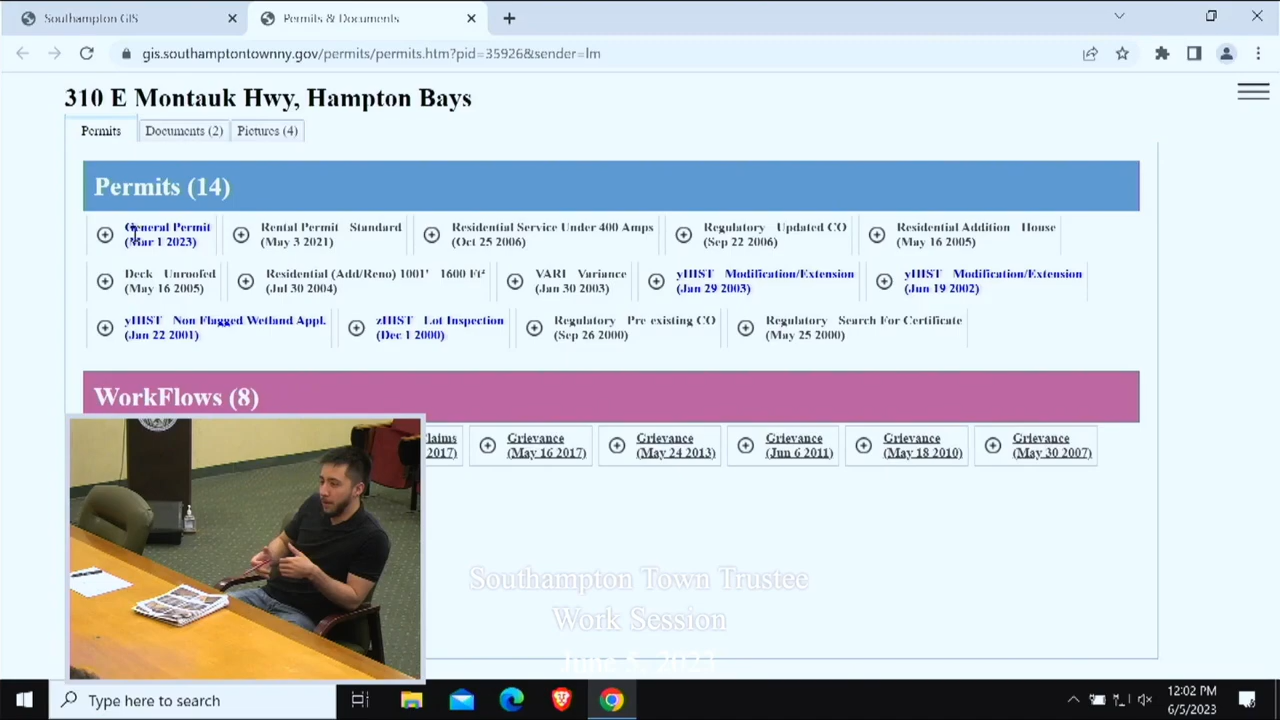 Southampton GIS
Permits & Documents
gis.southamptontownny.gov/permits/permits.htm?pid=35926&sender=lm
310 E Montauk Hwy, Hampton Bays
Permits
Documents (2)
Pictures (4)
Permits (14)
General Permit
(Mar 1 2023)
Rental Permit Standard
(May 3 2021)
Residential Service Under 400 Amps
(Oct 25 2006)
Regulatory Updated CO
(Sep 22 2006)
Residential Addition House
(May 16 2005)
Deck Unroofed
(May 16 2005)
Residential (Add/Reno) 1001' 1600 Ft²
(Jul 30 2004)
VARI Variance
(Jan 30 2003)
yHIST Modification/Extension
(Jan 29 2003)
yHIST Modification/Extension
(Jun 19 2002)
yHIST Non Flagged Wetland Appl.
(Jan 22 2001)
zHIST Lot Inspection
(Dec 1 2000)
Regulatory Pre existing CO
(Sep 26 2000)
Regulatory Search For Certificate
(May 25 2000)
WorkFlows (8)
laims
2017)
Grievance
(May 16 2017)
Grievance
(May 24 2013)
Grievance
(Jun 6 2011)
Grievance
(May 18 2010)
Grievance
(May 30 2007)
Southampton Town Trustee
Work Session
June 5, 2023
Type here to search
12:02 PM
6/5/2023